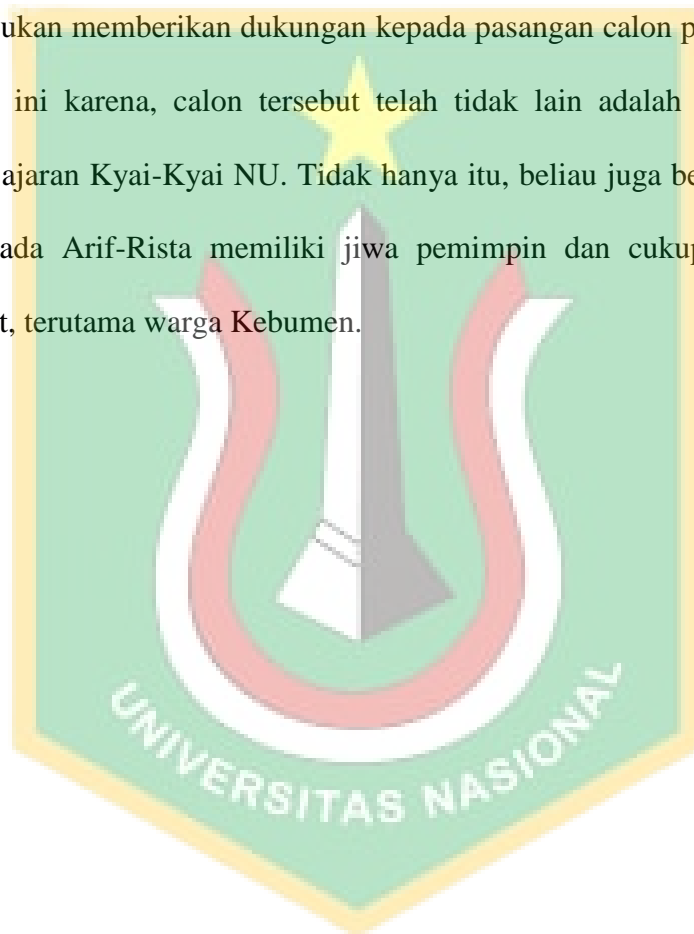 ukan memberikan dukungan kepada pasangan calon p
ini karena, calon tersebut telah tidak lain adalah
ajaran Kyai-Kyai NU. Tidak hanya itu, beliau juga be
ada Arif-Rista memiliki jiwa pemimpin dan cukup
t, terutama warga Kebumen.
UNIVERSITAS NASIONAL